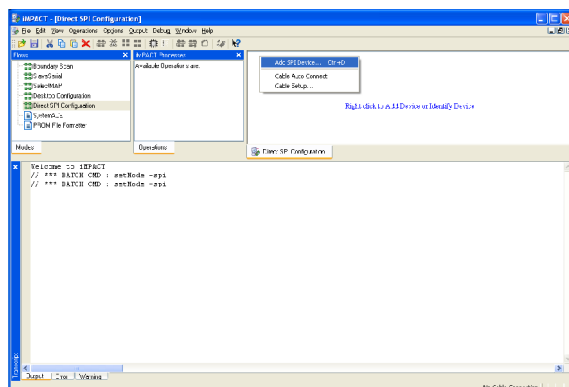 iMPACT - [Direct SPI Configuration]
File Edit View Operations Options Output Debug Window Help
Flows
Boundary Scan
SlaveSerial
SelectMAP
Desktop Configuration
Direct SPI Configuration
SystemACE
PROM File Formatter
Modes
iMPACT Processes
Available Operations are:
Operations
Add SPI Device... Ctrl+D
Cable Auto Connect
Cable Setup...
Right click to Add Device or Identify Device
Direct SPI Configuration
Welcome to iMPACT
// *** BATCH CMD : setMode -spi
// *** BATCH CMD : setMode -spi
Transcript
Output Error Warning
No Cable Connection